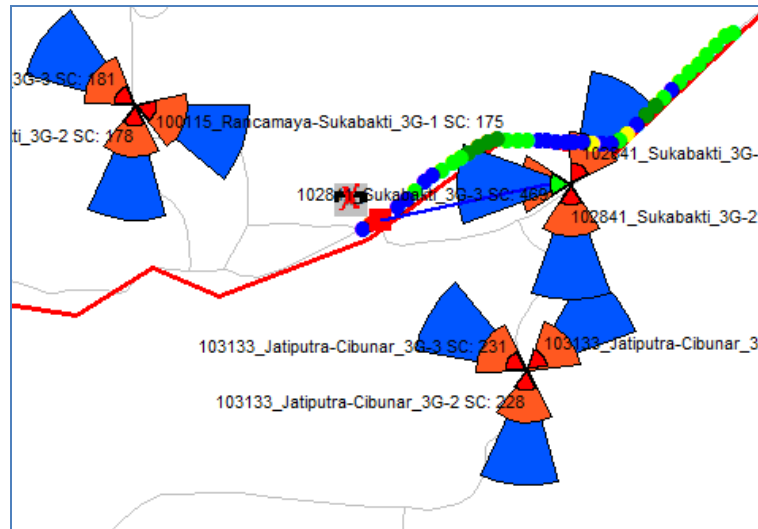 _3G-3 SC: 181
100115_Rancamaya-Sukabakti_3G-1 SC: 175
ti_3G-2 SC: 178
102841_Sukabakti_3G-
Sukabakti_3G-3 SC:
102841_Sukabakti_3G-2
103133_Jatiputra-Cibunar_3G-3 SC: 231
103133_Jatiputra-Cibunar_3
103133_Jatiputra-Cibunar_3G-2 SC: 228